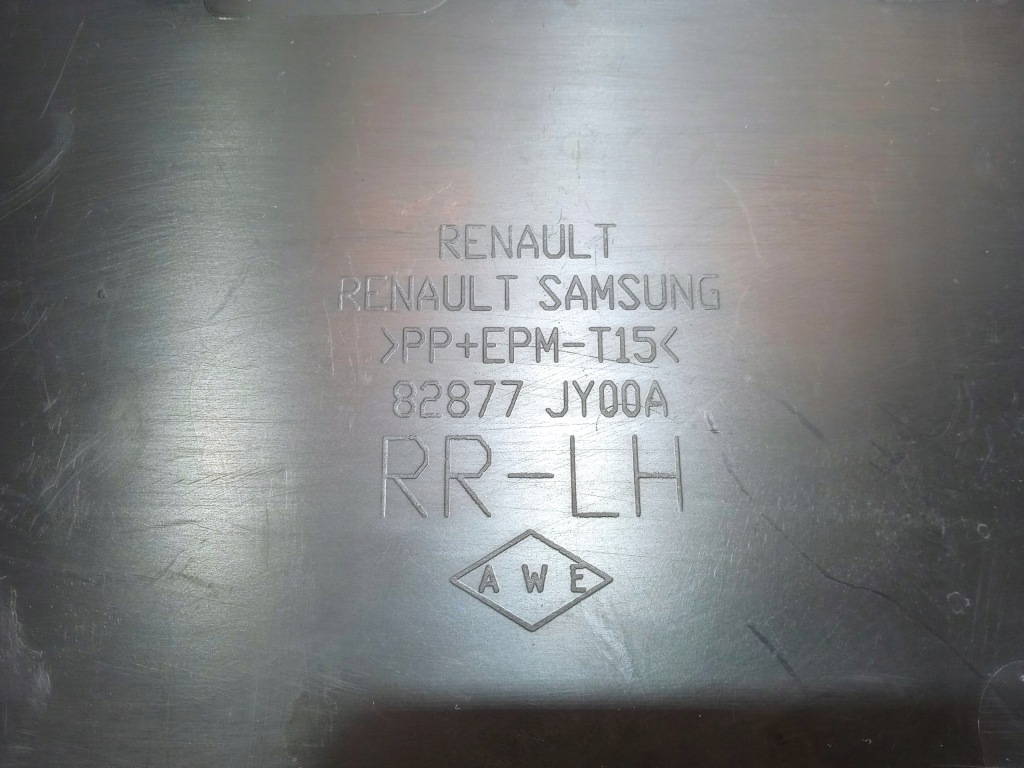 RENAULT
RENAULT SAMSUNG
>PP+EPM-T15<
82877 JY00A
RR-LH
AWE